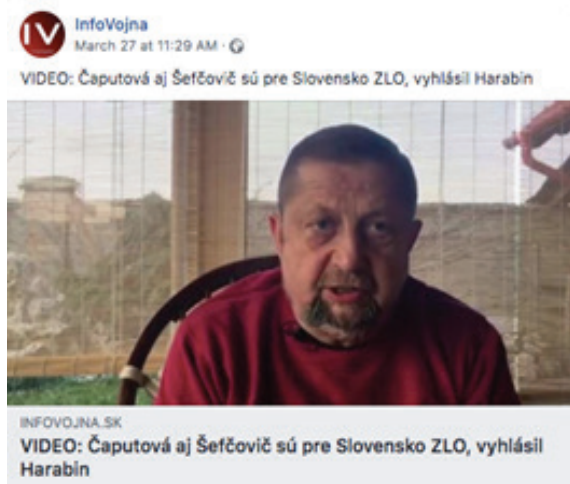 IV
InfoVojna
March 27 at 11:29 AM ·
VIDEO: Čaputová aj Šefčovič sú pre Slovensko ZLO, vyhlásil Harabin
INFOVOJNA.SK
VIDEO: Čaputová aj Šefčovič sú pre Slovensko ZLO, vyhlásil
Harabin